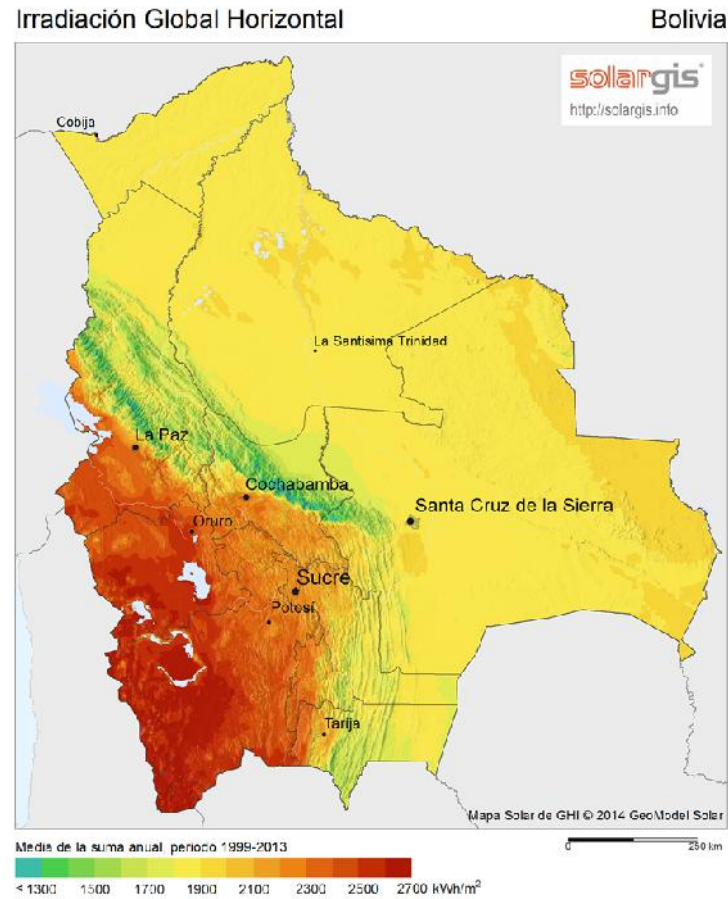 Irradiación Global Horizontal Bolivia
solargis
http://solargis.info
Cobija
La Santisima Trinidad
La Paz
Cochabamba
Santa Cruz de la Sierra
Oruro
Sucre
Potosí
Tarija
Mapa Solar de GHI © 2014 GeoModel Solar
Media de la suma anual, periodo 1999-2013
0 250 km
< 1300 1500 1700 1900 2100 2300 2500 2700 kWh/m²